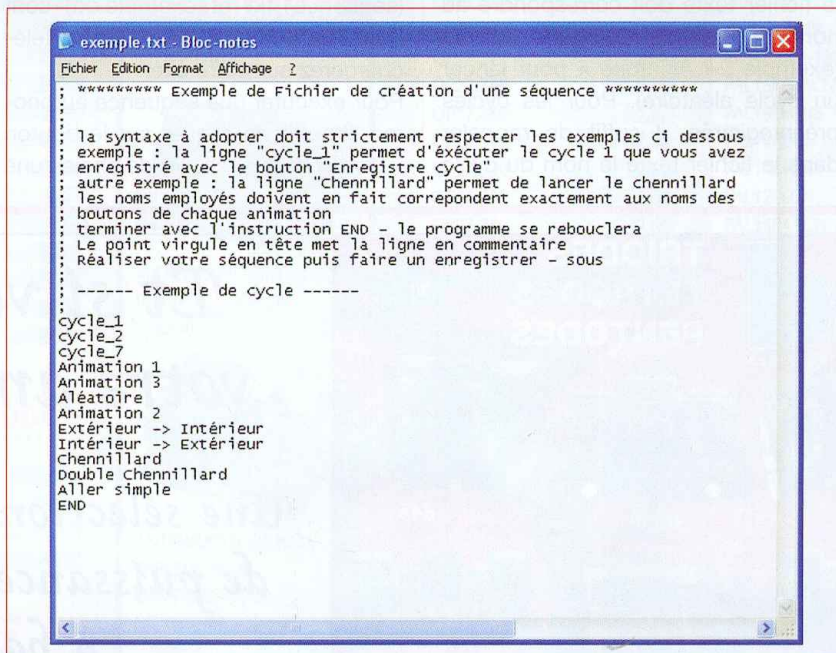 exemple.txt - Bloc-notes
Fichier Edition Format Affichage ?
; ********* Exemple de Fichier de création d'une séquence **********
;
;
; la syntaxe à adopter doit strictement respecter les exemples ci dessous
; exemple : la ligne "cycle_1" permet d'éxécuter le cycle 1 que vous avez
; enregistré avec le bouton "Enregistre cycle"
; autre exemple : la ligne "Chennillard" permet de lancer le chennillard
; les noms employés doivent en fait correpondent exactement aux noms des
; boutons de chaque animation
; terminer avec l'instruction END - le programme se rebouclera
; Le point virgule en tête met la ligne en commentaire
; Réaliser votre séquence puis faire un enregistrer - sous
;
; ------ Exemple de cycle ------
;
cycle_1
cycle_2
cycle_7
Animation 1
Animation 3
Aléatoire
Animation 2
Extérieur -> Intérieur
Intérieur -> Extérieur
Chennillard
Double Chennillard
Aller simple
END